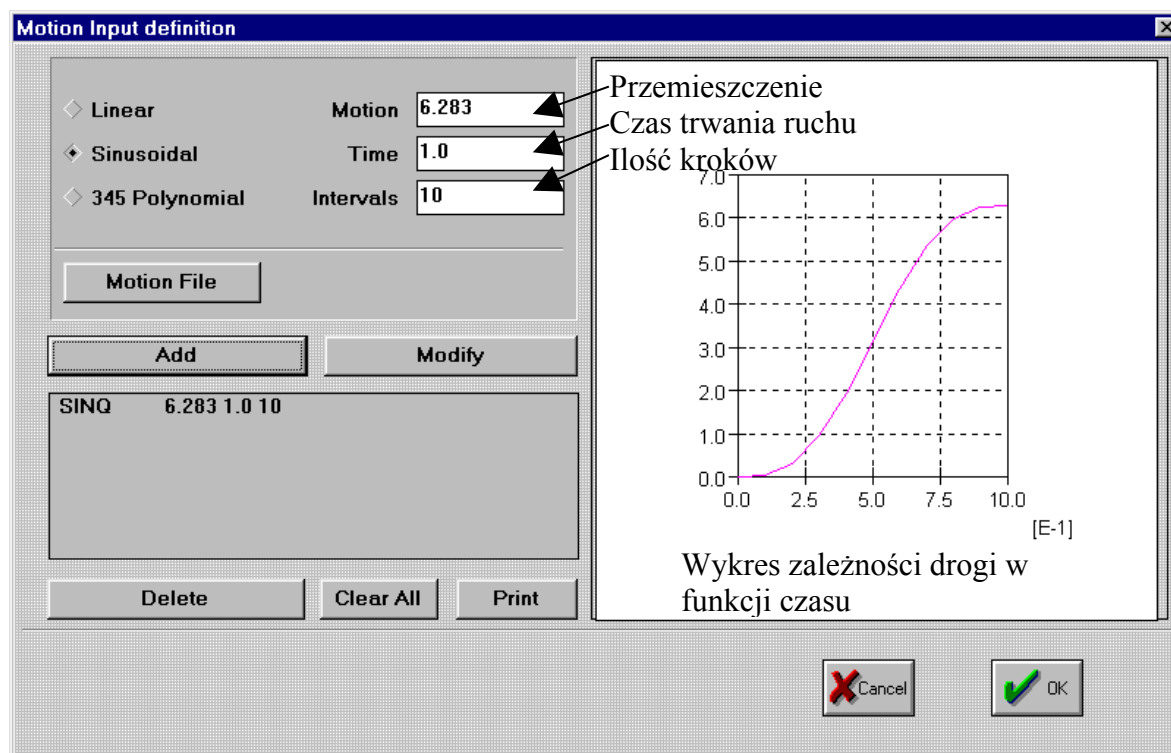 Motion Input definition
Linear
Motion
6.283
Przemieszczenie
Sinusoidal
Time
1.0
Czas trwania ruchu
345 Polynomial
Intervals
10
Ilość kroków
Motion File
Add
Modify
SINQ 6.283 1.0 10
Delete
Clear All
Print
7.0
6.0
5.0
4.0
3.0
2.0
1.0
0.0
0.0 2.5 5.0 7.5 10.0
[E-1]
Wykres zależności drogi w
funkcji czasu
Cancel
OK